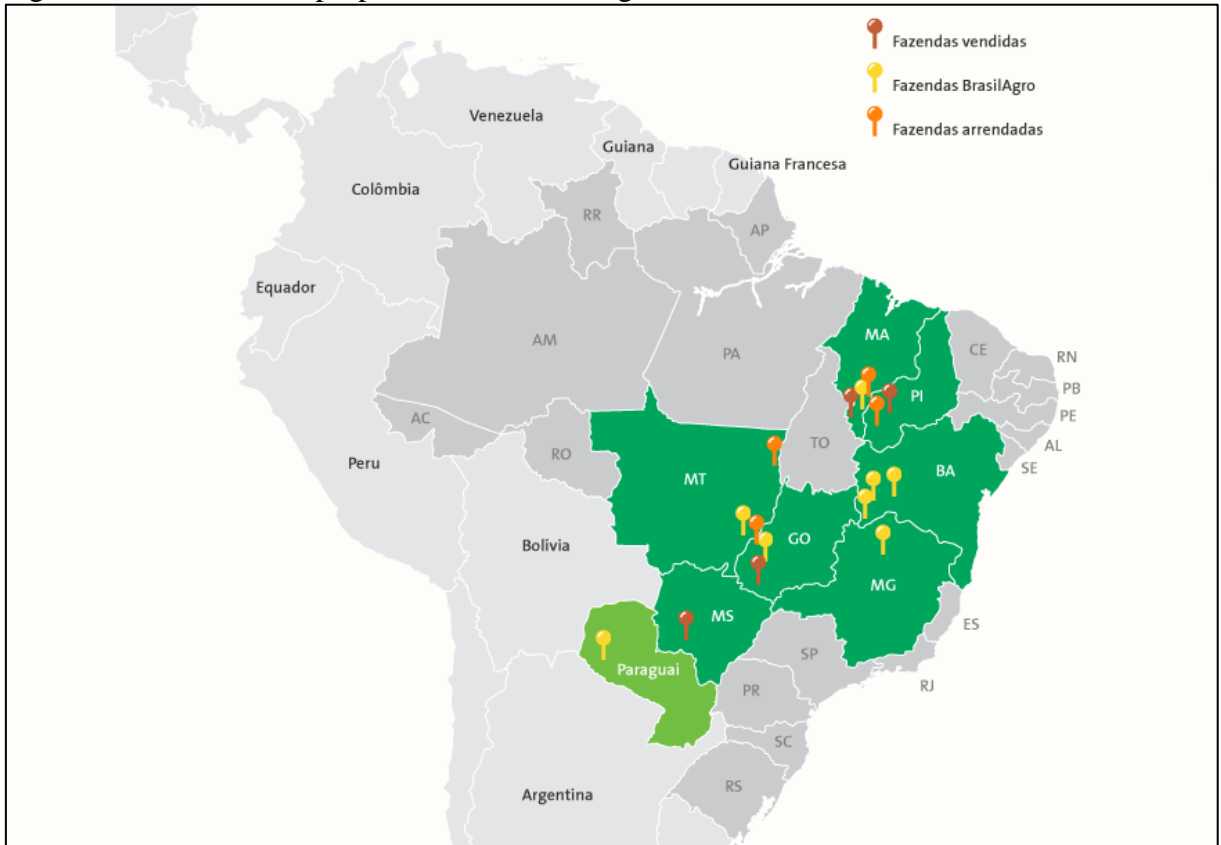 Fazendas vendidas
Fazendas BrasilAgro
Fazendas arrendadas
Venezuela
Guiana
Guiana Francesa
Colômbia
RR
AP
Equador
AM
PA
MA
CE
RN
PI
PB
PE
AC
AL
TO
RO
BA
SE
Peru
MT
GO
Bolívia
MG
MS
ES
SP
Paraguai
RJ
PR
SC
RS
Argentina